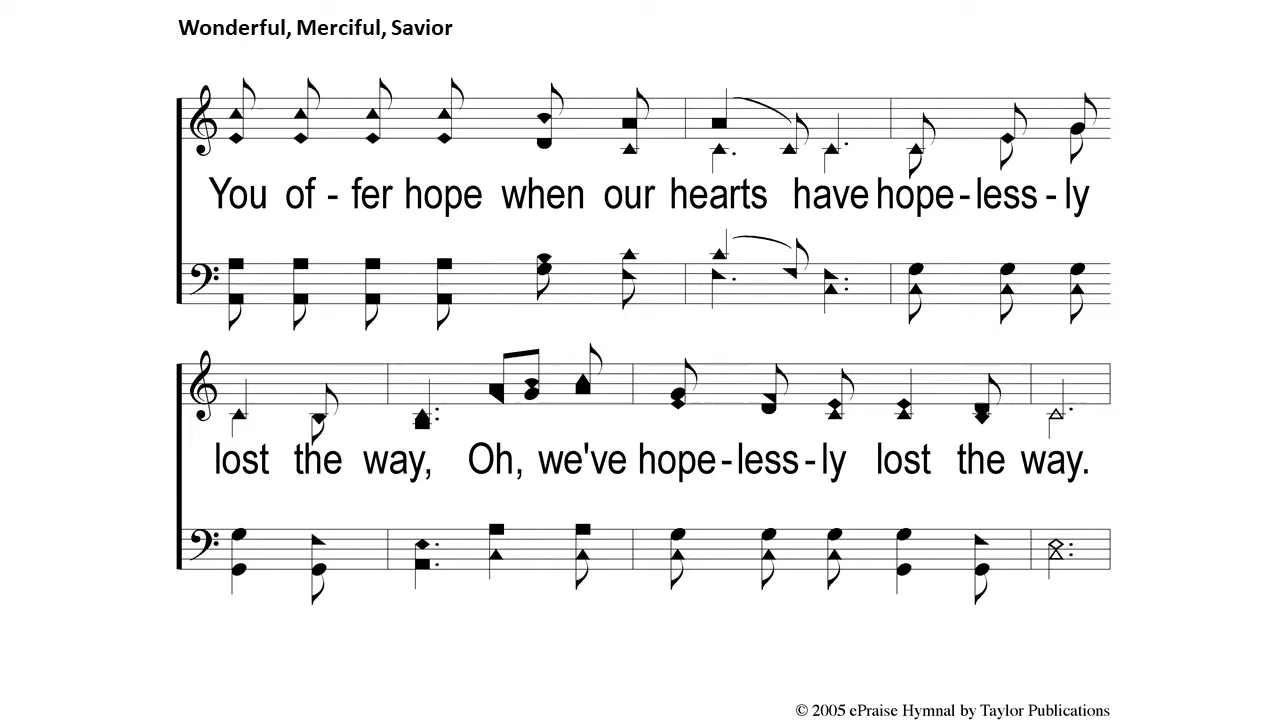 Wonderful, Merciful, Savior
You of - fer hope when our hearts have hope - less - ly
lost the way, Oh, we've hope - less - ly lost the way.
© 2005 ePraise Hymnal by Taylor Publications